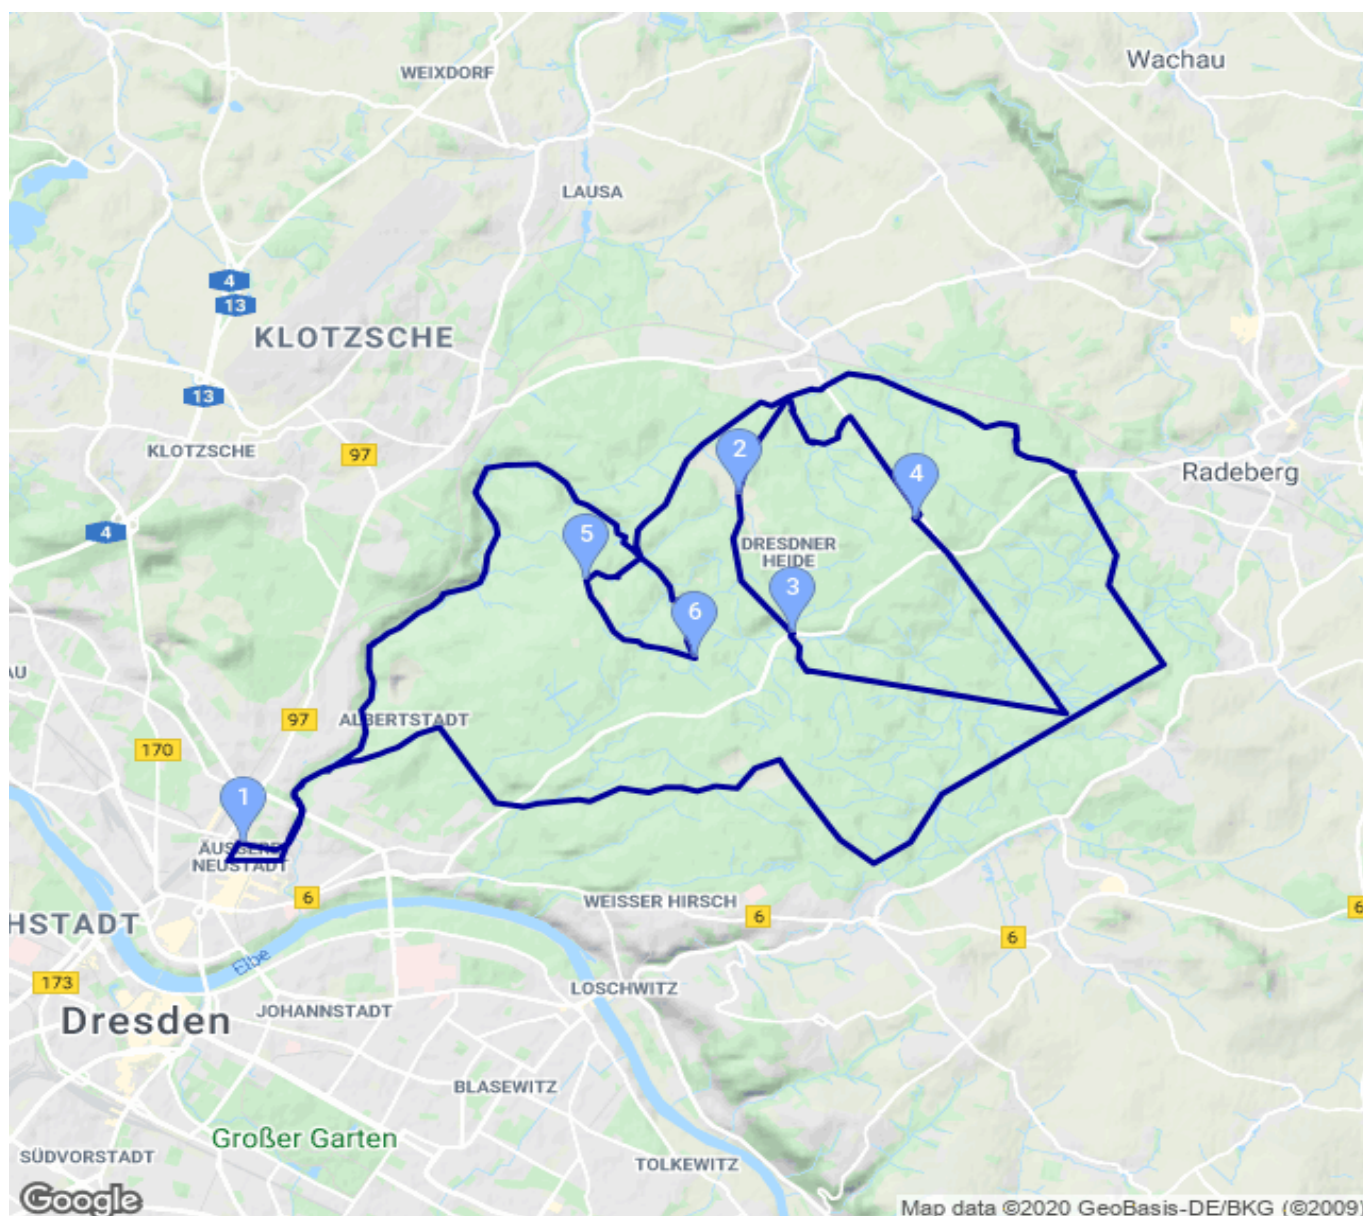 Wachau
WEIXDORF
LAUSA
4
13
KLOTZSCHE
13
KLOTZSCHE
97
2
4
Radeberg
4
5
DRESDNER
HEIDE
3
6
AU
97
ALBERTSTADT
170
1
ÄUSSERE
NEUSTADT
6
WEISSER HIRSCH
6
6
HSTADT
6
Elbe
173
LOSCHWITZ
Dresden
JOHANNSTADT
BLASEWITZ
Großer Garten
SÜDVORSTADT
TOLKEWITZ
Google
Map data ©2020 GeoBasis-DE/BKG (©2009)